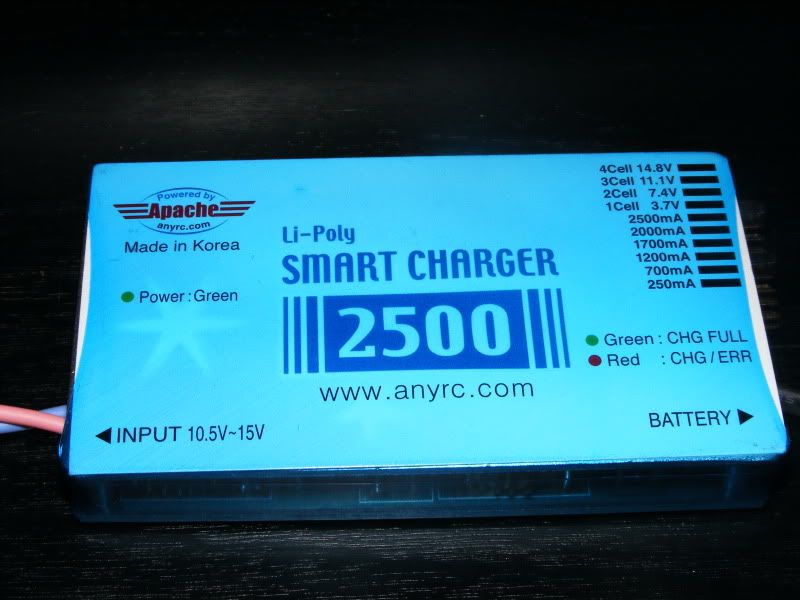 Powered by
Apache
anyrc.com
Made in Korea
Power : Green
Li-Poly
SMART CHARGER
2500
www.anyrc.com
4Cell 14.8V
3Cell 11.1V
2Cell 7.4V
1Cell 3.7V
2500mA
2000mA
1700mA
1200mA
700mA
250mA
Green : CHG FULL
Red : CHG / ERR
INPUT 10.5V~15V
BATTERY